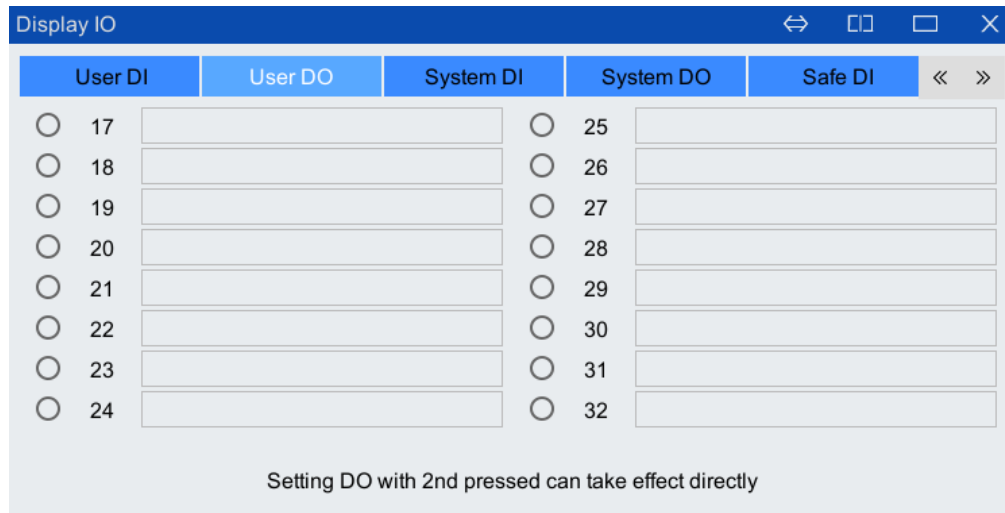 Display IO
User DI User DO System DI System DO Safe DI
17 25
18 26
19 27
20 28
21 29
22 30
23 31
24 32
Setting DO with 2nd pressed can take effect directly